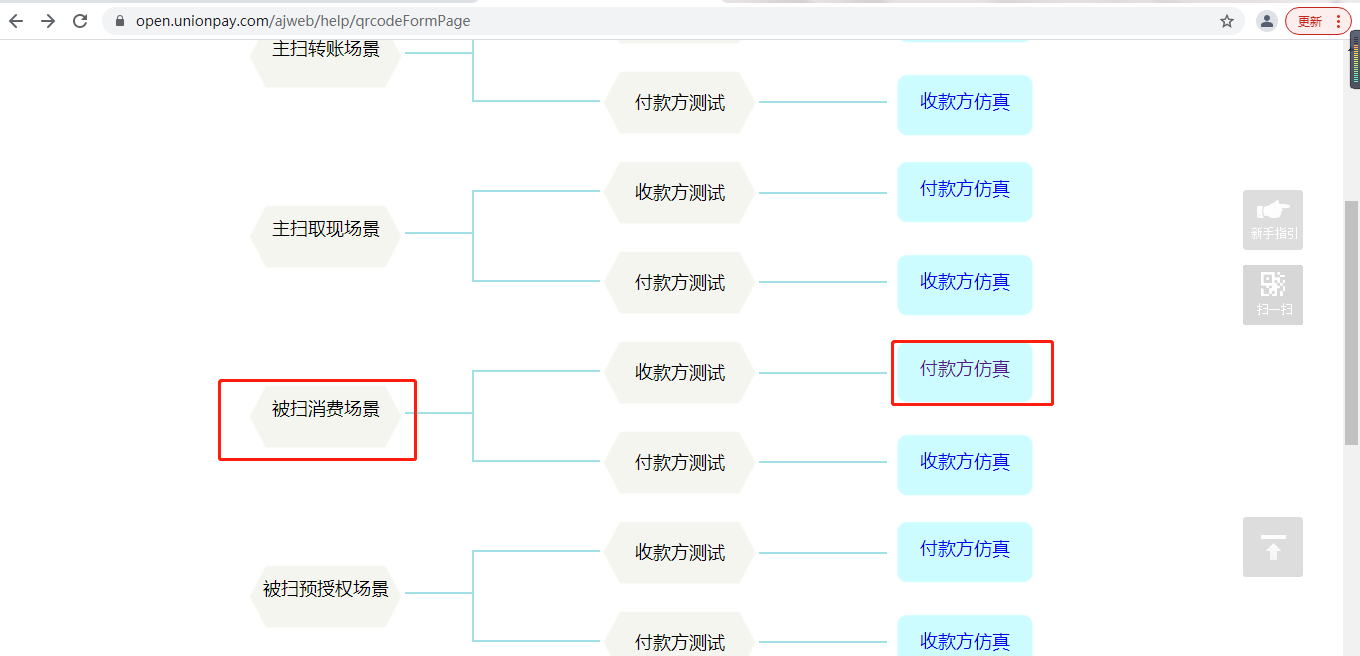 open.unionpay.com/ajweb/help/qrcodeFormPage
更新
主扫转账场景
付款方测试
收款方仿真
收款方测试
付款方仿真
主扫取现场景
付款方测试
收款方仿真
收款方测试
付款方仿真
被扫消费场景
付款方测试
收款方仿真
收款方测试
付款方仿真
被扫预授权场景
付款方测试
收款方仿真
新手指引
扫一扫